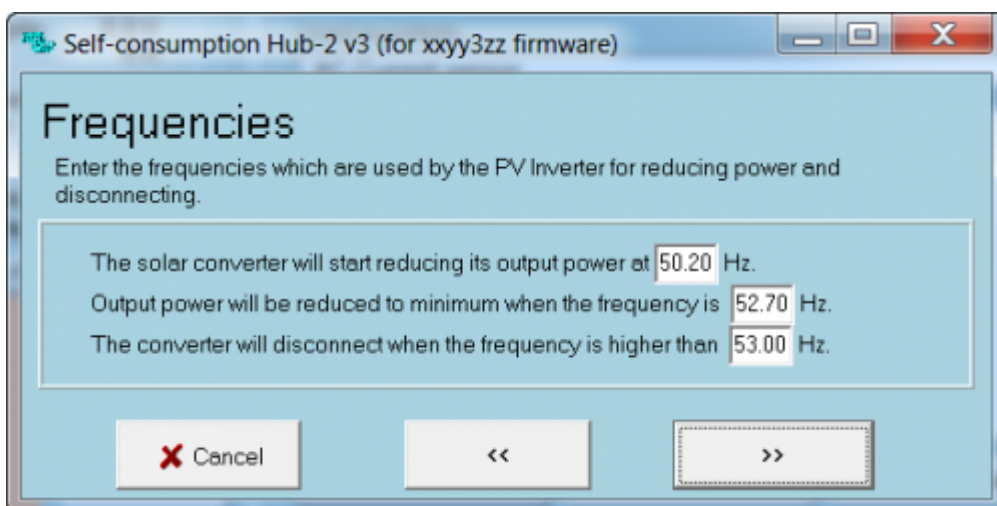 Self-consumption Hub-2 v3 (for xxyy3zz firmware)
Frequencies
Enter the frequencies which are used by the PV Inverter for reducing power and
disconnecting.
The solar converter will start reducing its output power at 50.20 Hz.
Output power will be reduced to minimum when the frequency is 52.70 Hz.
The converter will disconnect when the frequency is higher than 53.00 Hz.
Cancel << >>